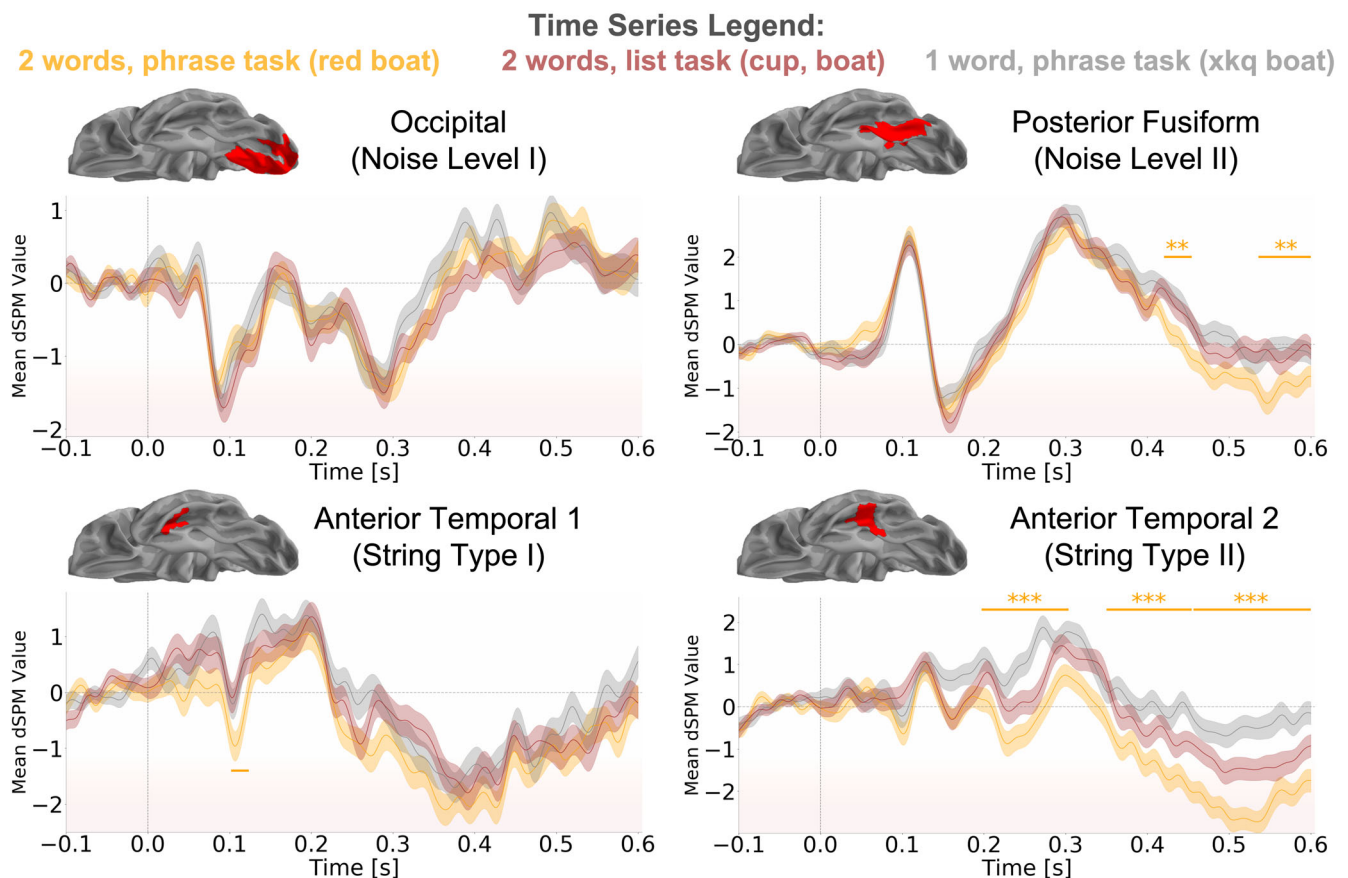 Time Series Legend:
2 words, phrase task (red boat) 2 words, list task (cup, boat) 1 word, phrase task (xkq boat)
Occipital
(Noise Level I)
Mean dSPM Value
1
0
−1
−2
−0.1 0.0 0.1 0.2 0.3 0.4 0.5 0.6
Time [s]
Posterior Fusiform
(Noise Level II)
Mean dSPM Value
** **
2
1
0
−1
−2
−0.1 0.0 0.1 0.2 0.3 0.4 0.5 0.6
Time [s]
Anterior Temporal 1
(String Type I)
Mean dSPM Value
1
0
−1
−2
−0.1 0.0 0.1 0.2 0.3 0.4 0.5 0.6
Time [s]
Anterior Temporal 2
(String Type II)
Mean dSPM Value
*** *** ***
2
1
0
−1
−2
−0.1 0.0 0.1 0.2 0.3 0.4 0.5 0.6
Time [s]